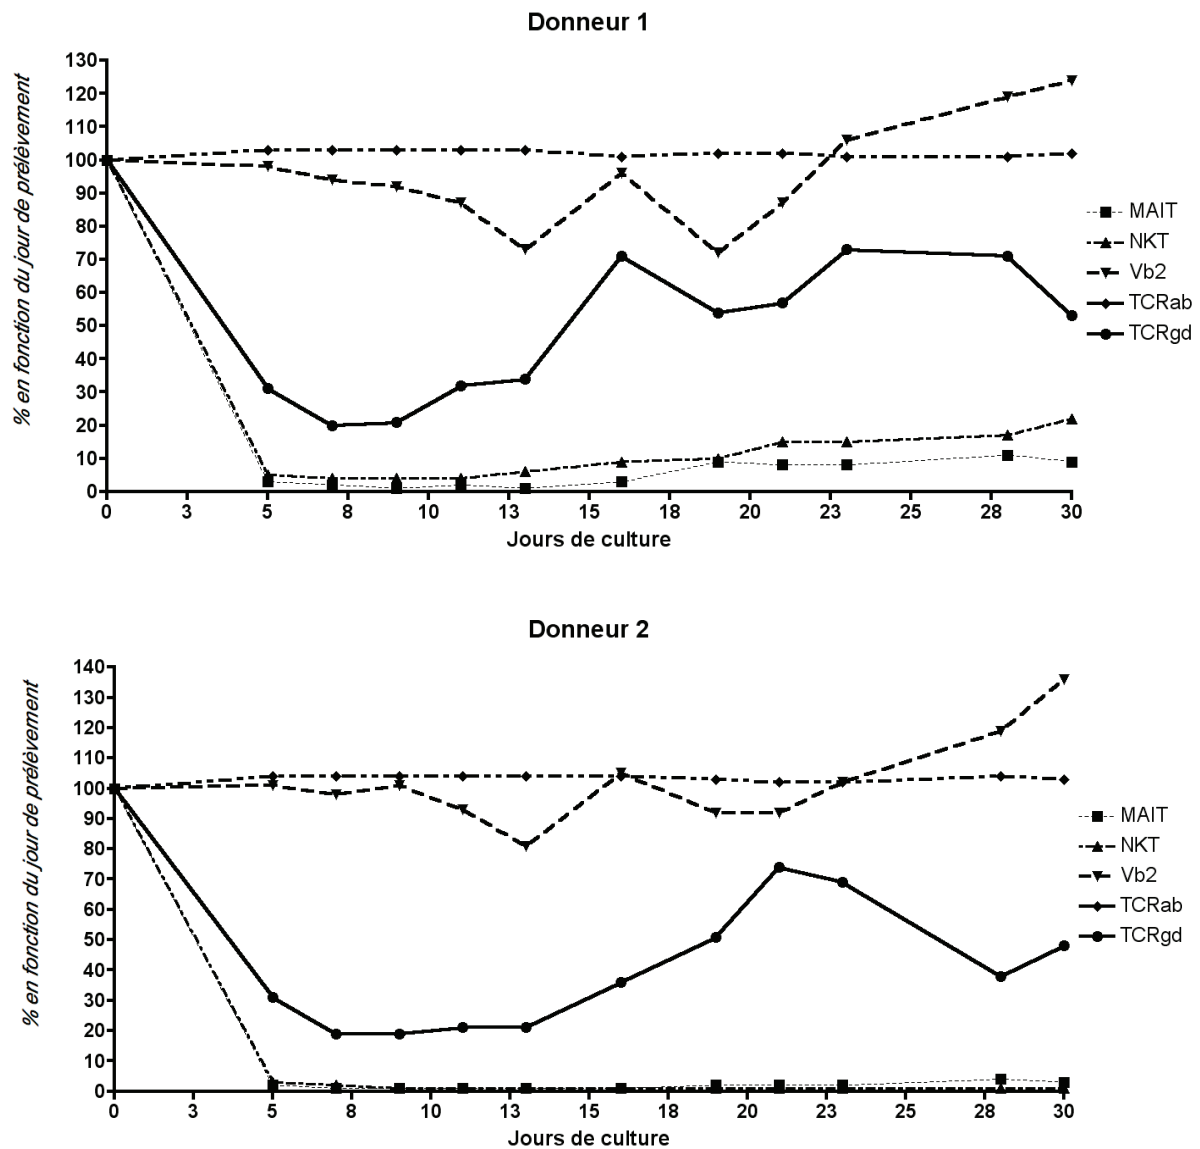 Donneur 1
% en fonction du jour de prélèvement
130
120
110
100
90
80
70
60
50
40
30
20
10
0
0 3 5 8 10 13 15 18 20 23 25 28 30
Jours de culture
MAIT
NKT
Vb2
TCRab
TCRgd
Donneur 2
% en fonction du jour de prélèvement
140
130
120
110
100
90
80
70
60
50
40
30
20
10
0
0 3 5 8 10 13 15 18 20 23 25 28 30
Jours de culture
MAIT
NKT
Vb2
TCRab
TCRgd